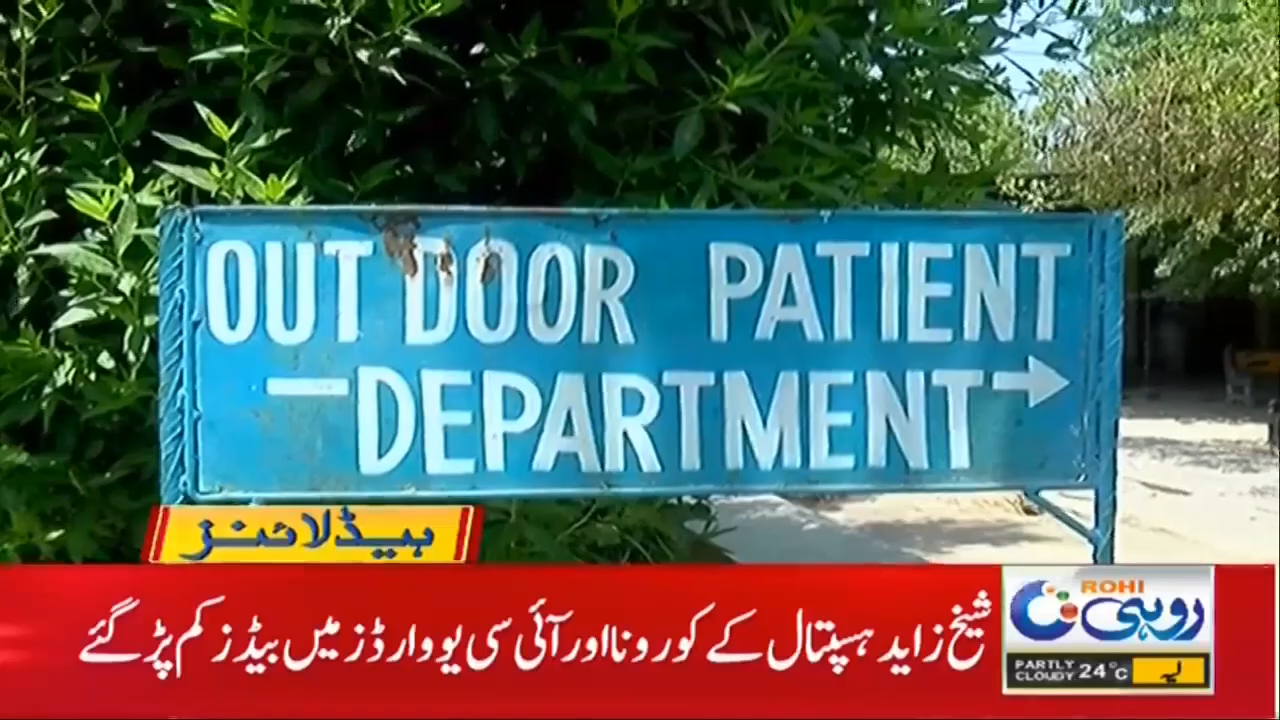 OUT DOOR PATIENT
DEPARTMENT
ہیڈلائنز
شیخ زاید ہسپتال کے کورونا اور آئی سی یو وارڈز میں بیڈز کم پڑ گئے
ROHI
روہی
PARTLY CLOUDY 24°C
لیہ